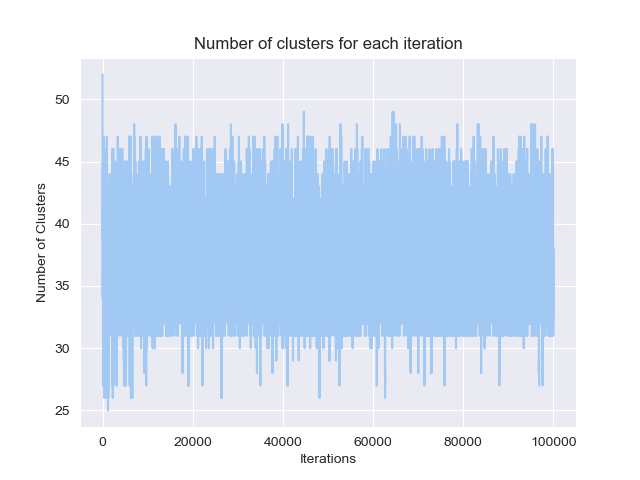 Number of clusters for each iteration
Number of Clusters
50
45
40
35
30
25
0 20000 40000 60000 80000 100000
Iterations